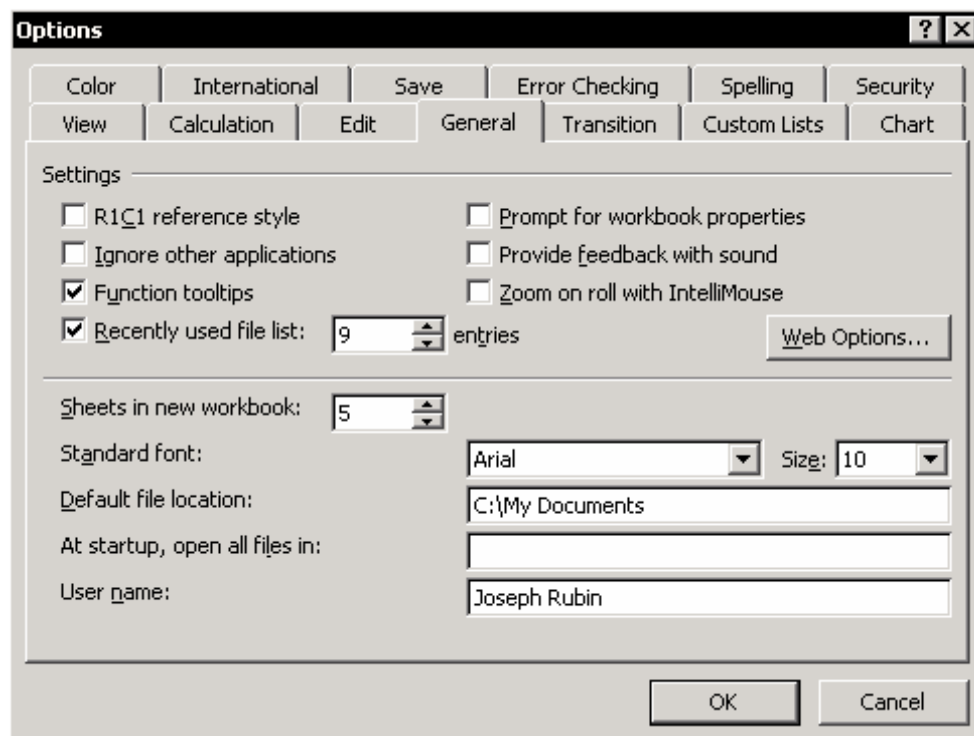 Options
Color International Save Error Checking Spelling Security
View Calculation Edit General Transition Custom Lists Chart
Settings
R1C1 reference style Prompt for workbook properties
Ignore other applications Provide feedback with sound
Function tooltips Zoom on roll with IntelliMouse
Recently used file list: 9 entries Web Options...
Sheets in new workbook: 5
Standard font: Arial Size: 10
Default file location: C:\My Documents
At startup, open all files in:
User name: Joseph Rubin
OK Cancel